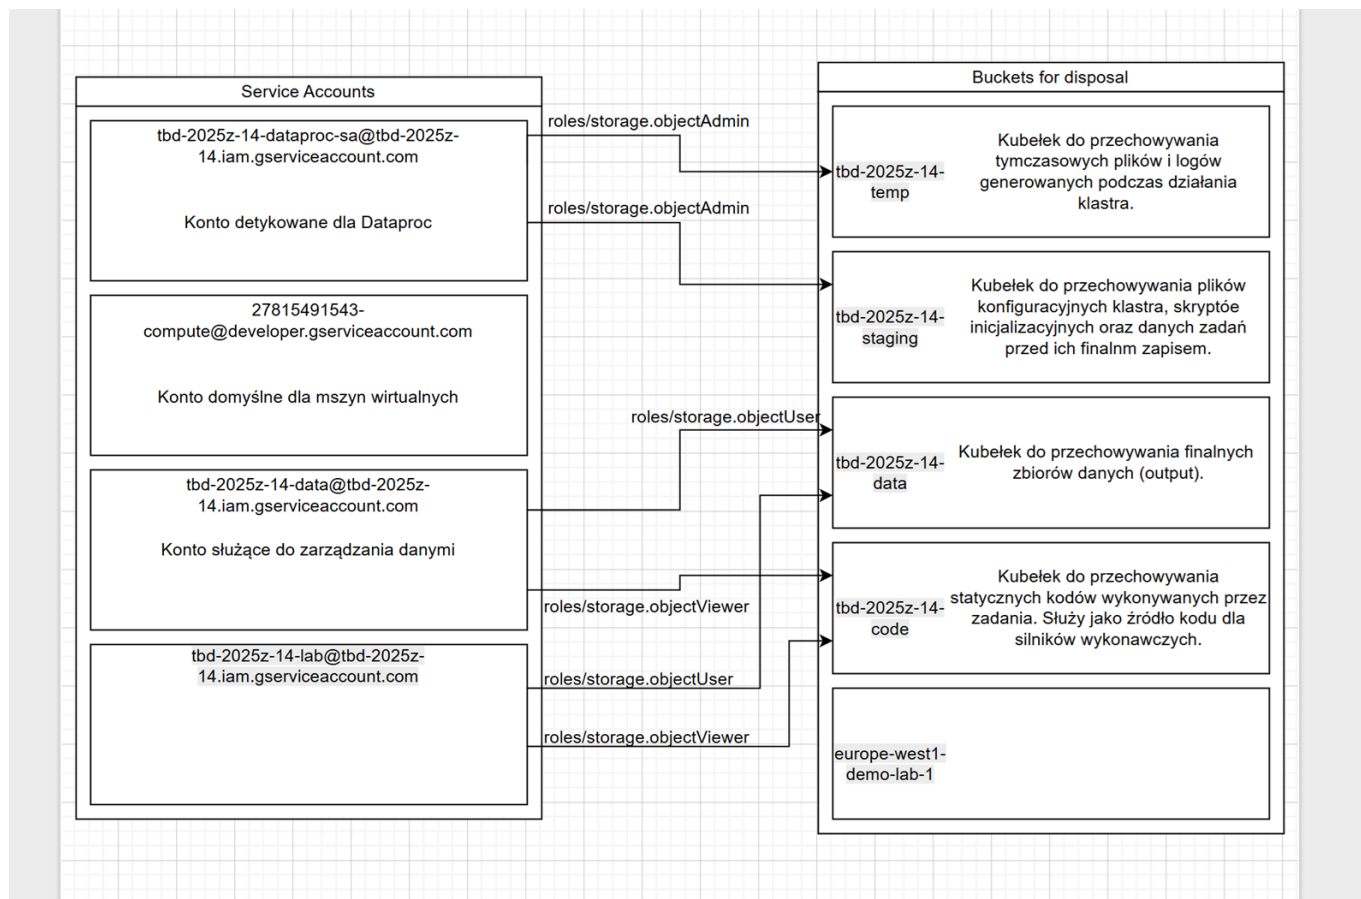 Service Accounts
tbd-2025z-14-dataproc-sa@tbd-2025z-
14.iam.gserviceaccount.com
Konto detykowane dla Dataproc
27815491543-
compute@developer.gserviceaccount.com
Konto domyślne dla mszyn wirtualnych
tbd-2025z-14-data@tbd-2025z-
14.iam.gserviceaccount.com
Konto służące do zarządzania danymi
tbd-2025z-14-lab@tbd-2025z-
14.iam.gserviceaccount.com
roles/storage.objectAdmin
roles/storage.objectAdmin
roles/storage.objectUser
roles/storage.objectViewer
roles/storage.objectUser
roles/storage.objectViewer
Buckets for disposal
tbd-2025z-14-
temp
Kubełek do przechowywania
tymczasowych plików i logów
generowanych podczas działania
klastra.
tbd-2025z-14-
staging
Kubełek do przechowywania plików
konfiguracyjnych klastra, skryptóe
inicjalizacyjnych oraz danych zadań
przed ich finalnm zapisem.
tbd-2025z-14-
data
Kubełek do przechowywania finalnych
zbiorów danych (output).
tbd-2025z-14-
code
Kubełek do przechowywania
statycznych kodów wykonywanych przez
zadania. Służy jako źródło kodu dla
silników wykonawczych.
europe-west1-
demo-lab-1